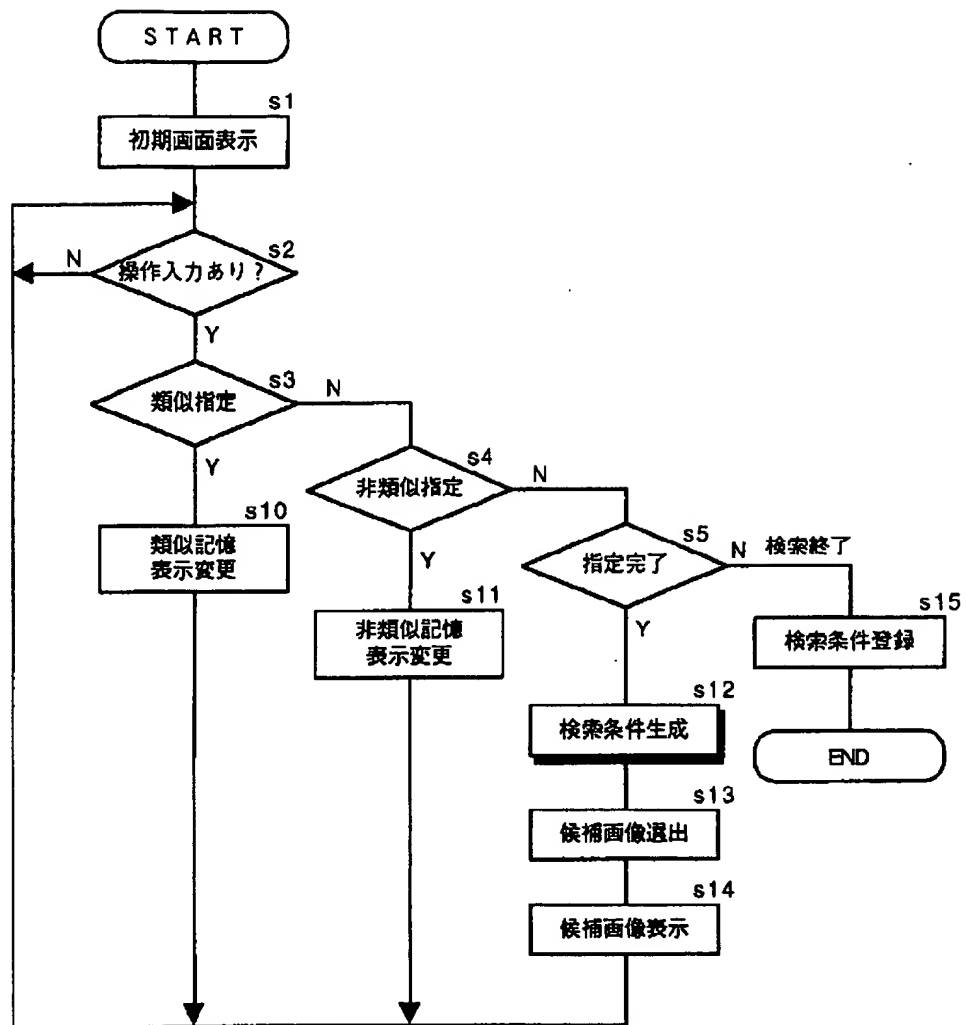 START
s1
初期画面表示
s2
N
操作入力あり？
Y
s3
N
類似指定
Y
s4
N
非類似指定
Y
s5
N
検索終了
指定完了
Y
s10
類似記憶
表示変更
s11
非類似記憶
表示変更
s15
検索条件登録
s12
検索条件生成
END
s13
候補画像選出
s14
候補画像表示